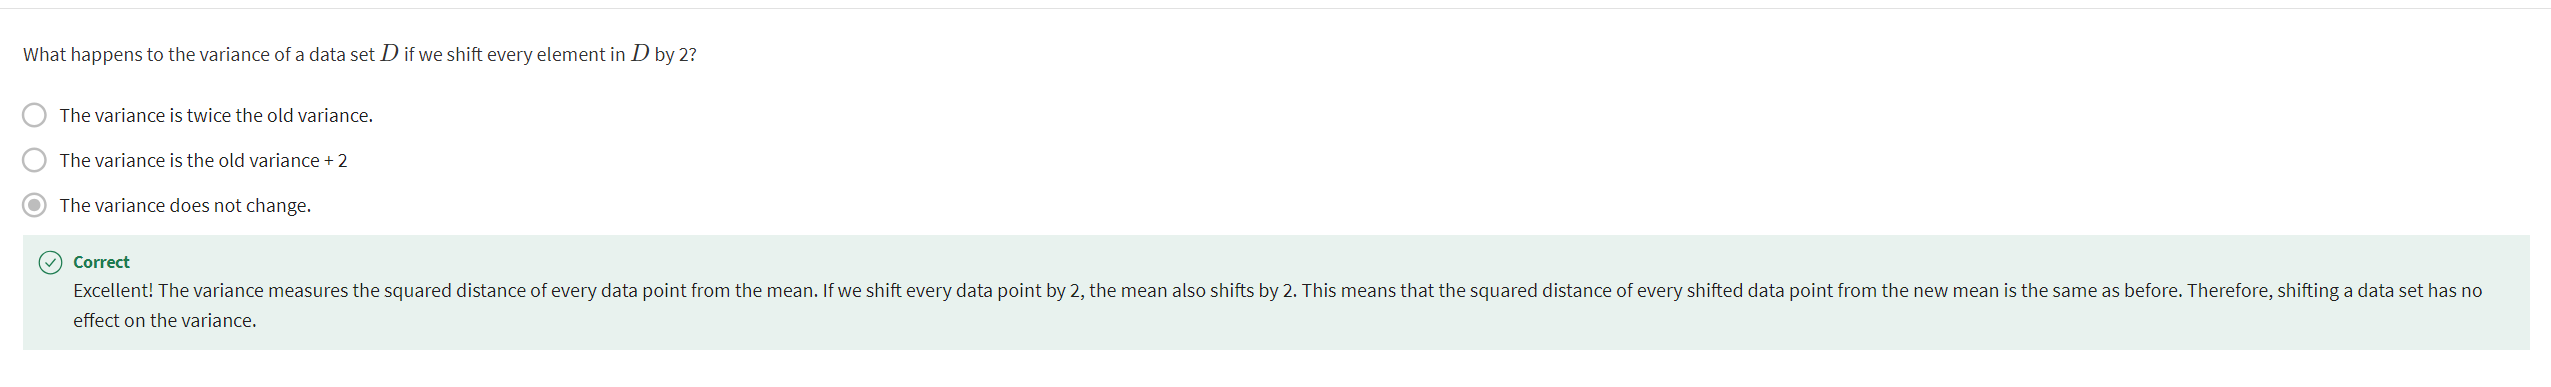 What happens to the variance of a data set D if we shift every element in D by 2?
The variance is twice the old variance.
The variance is the old variance + 2
The variance does not change.
Correct
Excellent! The variance measures the squared distance of every data point from the mean. If we shift every data point by 2, the mean also shifts by 2. This means that the squared distance of every shifted data point from the new mean is the same as before. Therefore, shifting a data set has no
effect on the variance.